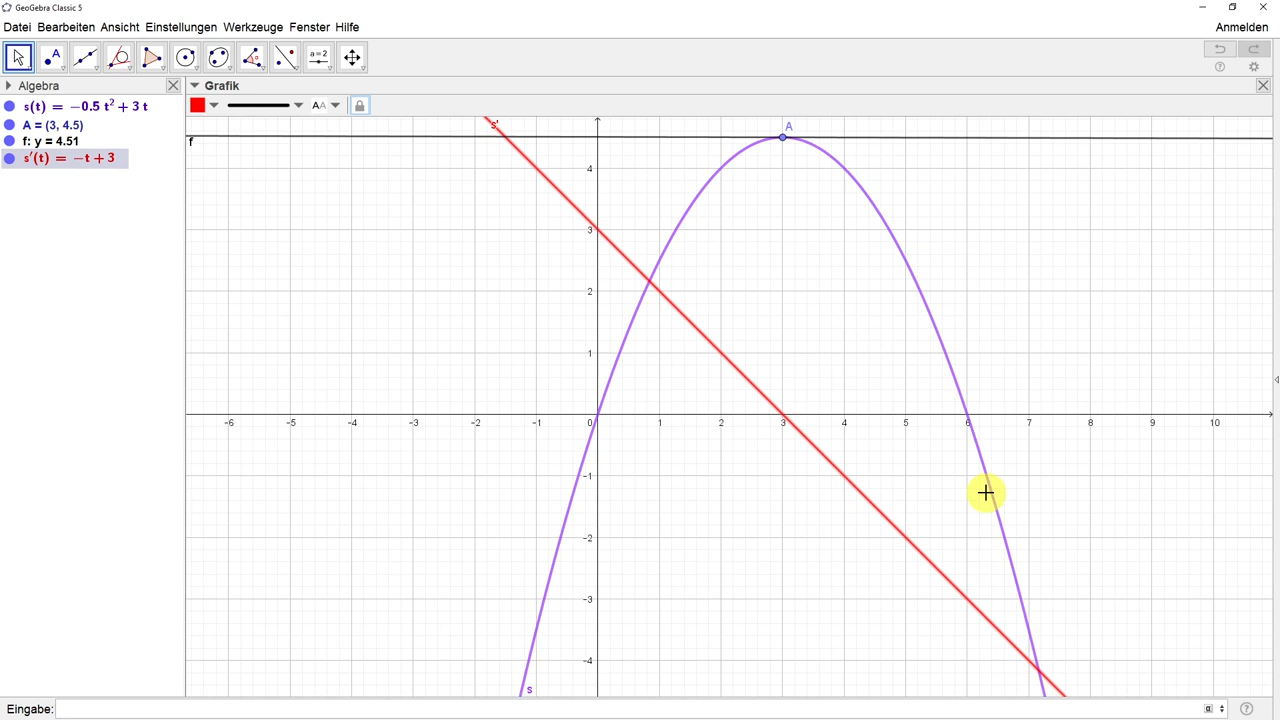 GeoGebra Classic 5
Datei Bearbeiten Ansicht Einstellungen Werkzeuge Fenster Hilfe
Anmelden
A
a=2
Algebra
Grafik
AA
s(t) = −0.5 t² + 3 t
A = (3, 4.5)
f: y = 4.51
s′(t) = −t + 3
s'
A
f
4
3
2
1
-6 -5 -4 -3 -2 -1 0 1 2 3 4 5 6 7 8 9 10
-1
-2
-3
-4
s
Eingabe:
α